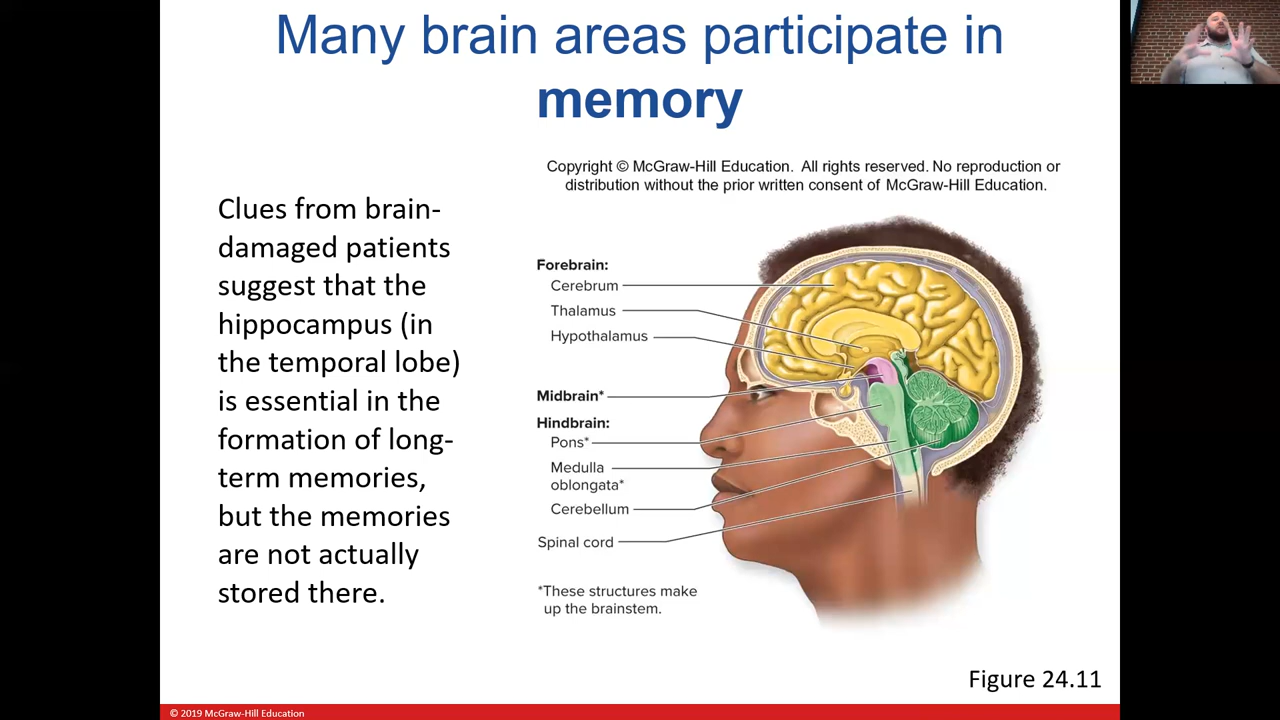 Many brain areas participate in
memory
Clues from brain-
damaged patients
suggest that the
hippocampus (in
the temporal lobe)
is essential in the
formation of long-
term memories,
but the memories
are not actually
stored there.
Copyright © McGraw-Hill Education. All rights reserved. No reproduction or
distribution without the prior written consent of McGraw-Hill Education.
Forebrain:
Cerebrum
Thalamus
Hypothalamus
Midbrain*
Hindbrain:
Pons*
Medulla
oblongata*
Cerebellum
Spinal cord
*These structures make
up the brainstem.
Figure 24.11
© 2019 McGraw-Hill Education